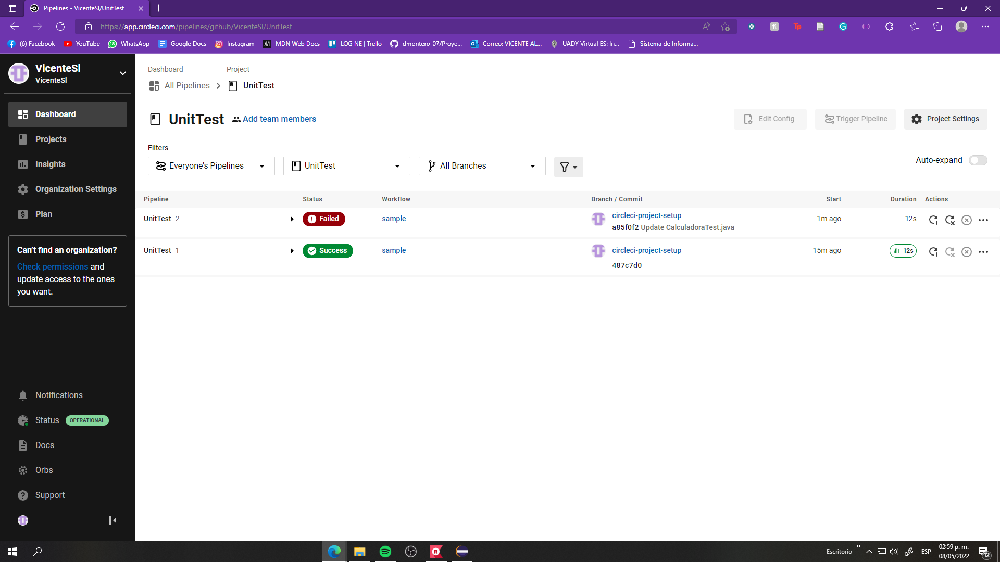 Pipelines - VicenteSl/UnitTest
https://app.circleci.com/pipelines/github/VicenteSl/UnitTest
(6) Facebook
YouTube
WhatsApp
Google Docs
Instagram
MDN Web Docs
LOG NE | Trello
dmontero-07/Proye...
Correo: VICENTE AL...
UADY Virtual ES: In...
Sistema de Informa...
VicenteSl
VicenteSl
Dashboard
Projects
Insights
Organization Settings
Plan
Can't find an organization?
Check permissions and
update access to the ones
you want.
Notifications
Status OPERATIONAL
Docs
Orbs
Support
Dashboard Project
All Pipelines UnitTest
UnitTest Add team members
Edit Config
Trigger Pipeline
Project Settings
Filters
Everyone's Pipelines
UnitTest
All Branches
Auto-expand
Pipeline Status Workflow Branch / Commit Start Duration Actions
UnitTest 2 Failed sample circleci-project-setup 1m ago 12s
a85f0f2 Update CalculadoraTest.java
UnitTest 1 Success sample circleci-project-setup 15m ago 12s
487c7d0
Escritorio
ESP
02:59 p. m.
08/05/2022
12